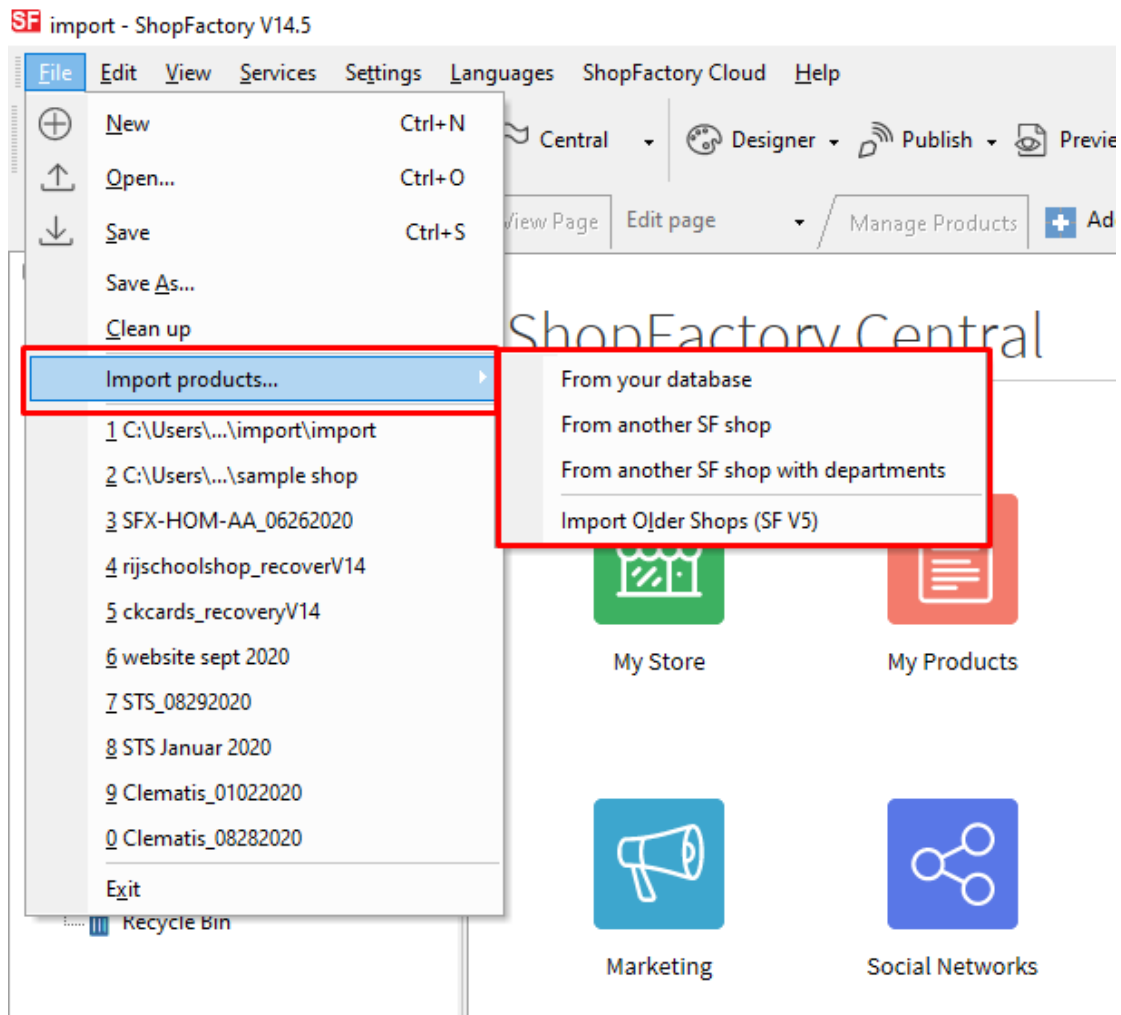 SF import - ShopFactory V14.5
File Edit View Services Settings Languages ShopFactory Cloud Help
New Ctrl+N
Central Designer Publish Previe
Open... Ctrl+O
Save Ctrl+S
View Page Edit page Manage Products Ad
Save As...
Clean up
ShopFactory Central
Import products...
From your database
From another SF shop
From another SF shop with departments
Import Older Shops (SF V5)
1 C:\Users\...\import\import
2 C:\Users\...\sample shop
3 SFX-HOM-AA_06262020
4 rijschoolshop_recoverV14
5 ckcards_recoveryV14
6 website sept 2020
7 STS_08292020
8 STS Januar 2020
9 Clematis_01022020
0 Clematis_08282020
Exit
Recycle Bin
My Store My Products
Marketing Social Networks